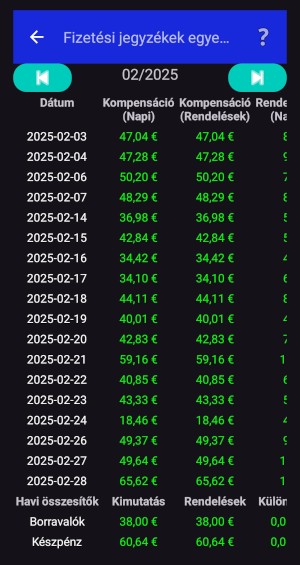 Fizetési jegyzékek egye... ?
02/2025
Dátum Kompensáció (Napi) Kompensáció (Rendelések) Rende (Na
2025-02-03 47,04 € 47,04 € 8
2025-02-04 47,28 € 47,28 € 9
2025-02-06 50,20 € 50,20 € 7
2025-02-07 48,29 € 48,29 € 8
2025-02-14 36,98 € 36,98 € 5
2025-02-15 42,84 € 42,84 € 5
2025-02-16 34,42 € 34,42 € 4
2025-02-17 34,10 € 34,10 € 6
2025-02-18 44,11 € 44,11 € 8
2025-02-19 40,01 € 40,01 € 4
2025-02-20 42,83 € 42,83 € 7
2025-02-21 59,16 € 59,16 € 1
2025-02-22 40,85 € 40,85 € 6
2025-02-23 43,33 € 43,33 € 5
2025-02-24 18,46 € 18,46 € 4
2025-02-26 49,37 € 49,37 € 9
2025-02-27 49,64 € 49,64 € 1
2025-02-28 65,62 € 65,62 € 1
Havi összesítők Kimutatás Rendelések Külön
Borravalók 38,00 € 38,00 € 0,0
Készpénz 60,64 € 60,64 € 0,0